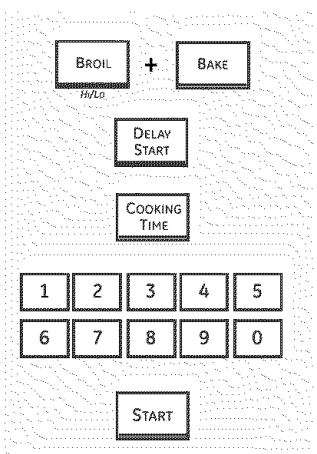 BROIL + BAKE
Hi/Lo
DELAY
START
COOKING
TIME
1 2 3 4 5
6 7 8 9 0
START